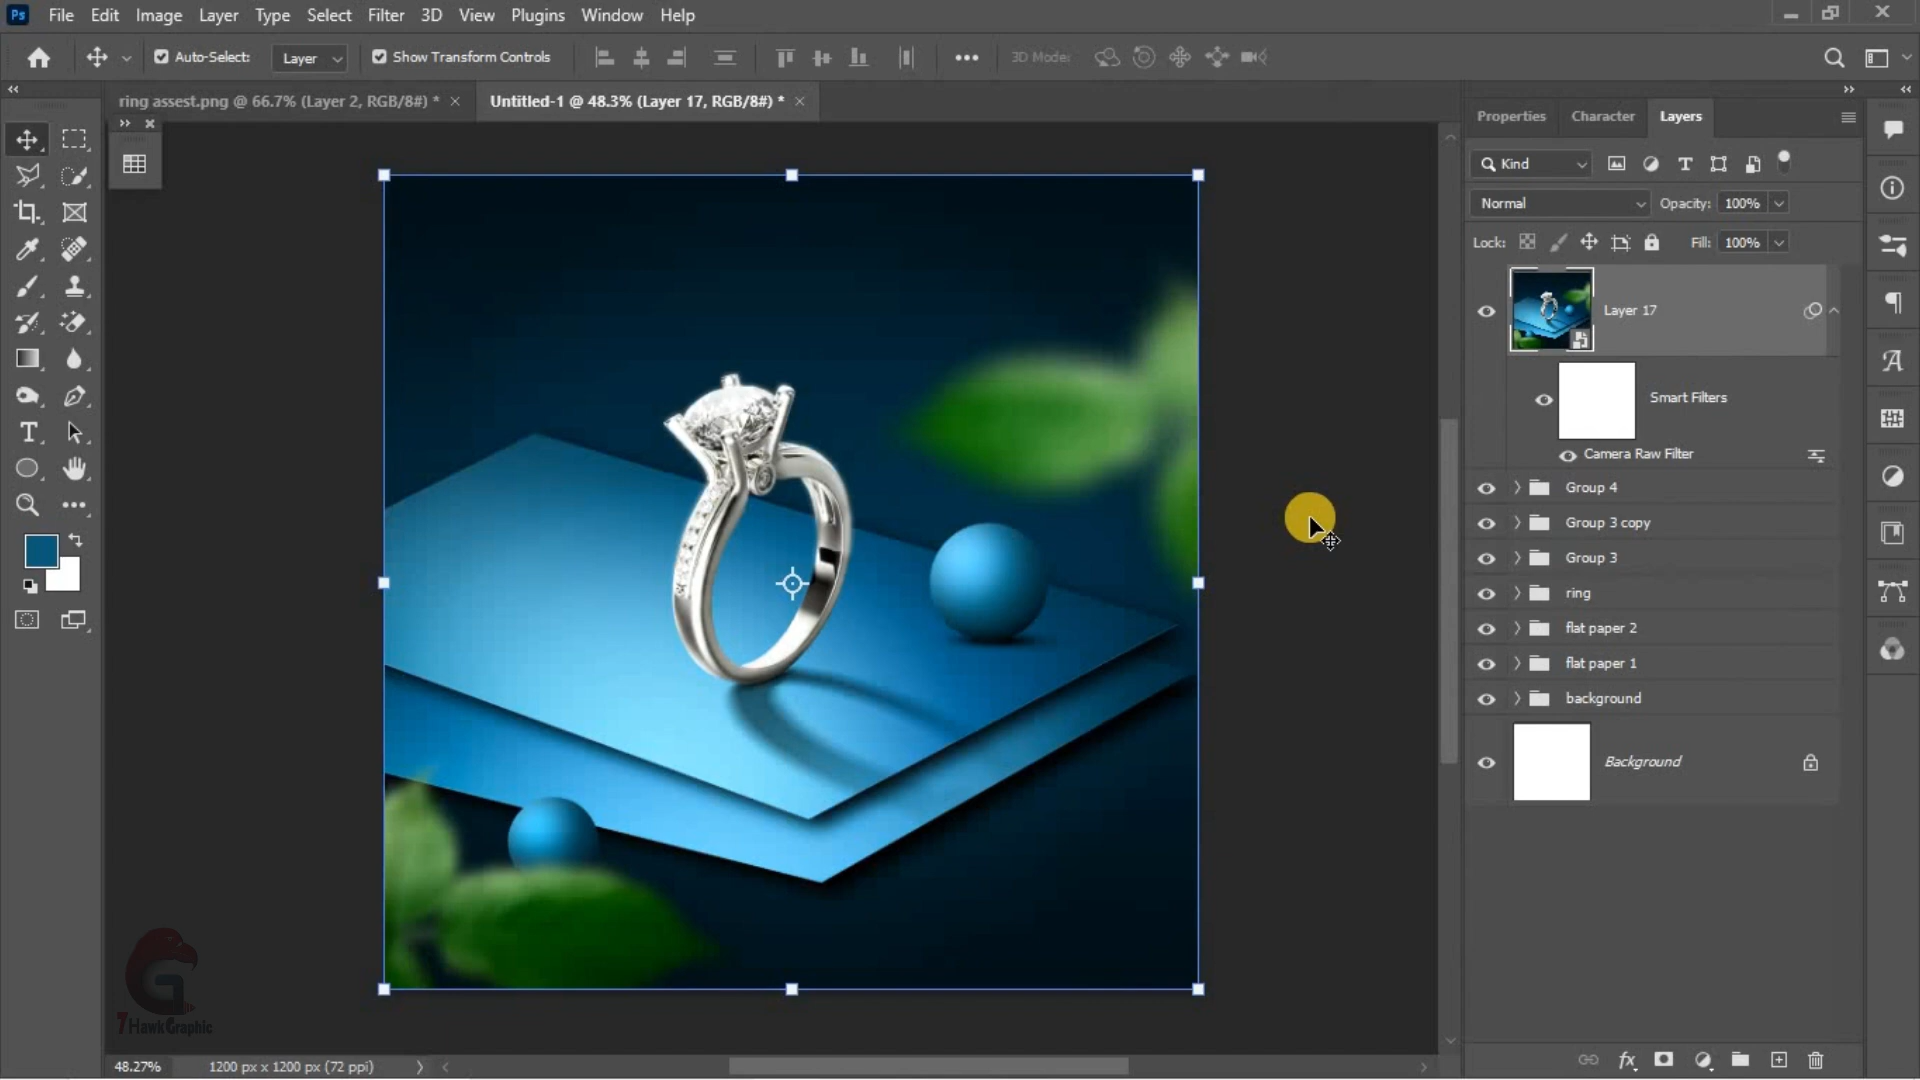 Ps File Edit Image Layer Type Select Filter 3D View Plugins Window Help
Auto-Select: Layer Show Transform Controls 3D Mode:
ring assest.png @ 66.7% (Layer 2, RGB/8#) * Untitled-1 @ 48.3% (Layer 17, RGB/8#) *
Properties Character Layers
Kind
Normal Opacity: 100%
Lock: Fill: 100%
Layer 17
Smart Filters
Camera Raw Filter
Group 4
Group 3 copy
Group 3
ring
flat paper 2
flat paper 1
background
Background
G
7HawkGraphic
48.27% 1200 px x 1200 px (72 ppi)